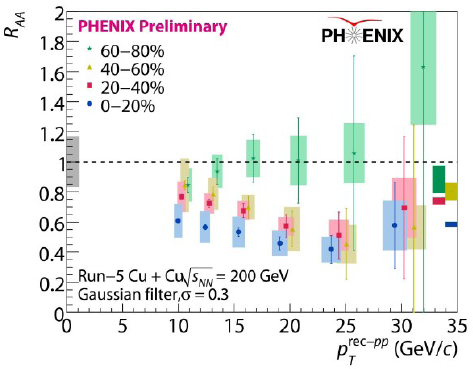 R_AA
PHENIX Preliminary
PHENIX
60−80%
40−60%
20−40%
0−20%
2
1.8
1.6
1.4
1.2
1
0.8
0.6
0.4
0.2
0
Run−5 Cu + Cu√s_NN = 200 GeV
Gaussian filter,σ = 0.3
0 5 10 15 20 25 30 35
p_T^rec−pp (GeV/c)